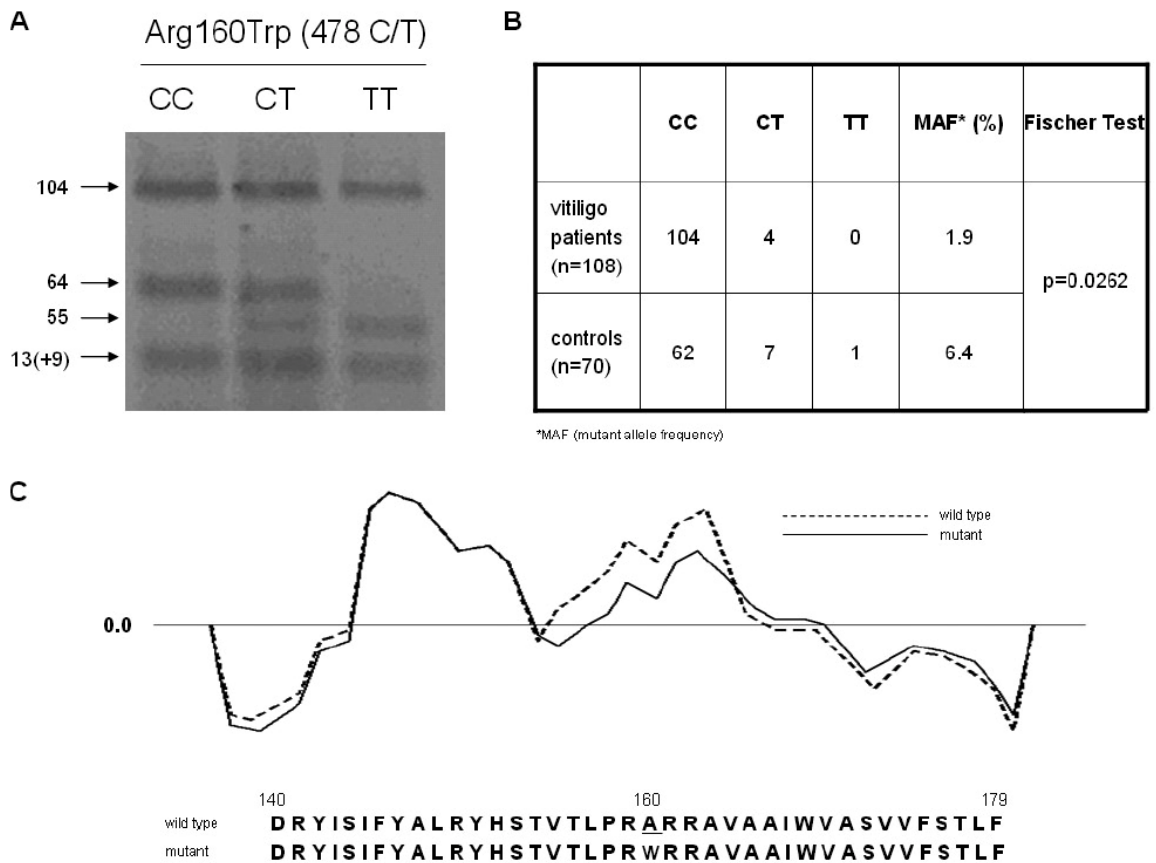 A
Arg160Trp (478 C/T)
CC CT TT
104
64
55
13(+9)
B
CC CT TT MAF* (%) Fischer Test
vitiligo patients (n=108) 104 4 0 1.9 p=0.0262
controls (n=70) 62 7 1 6.4
*MAF (mutant allele frequency)
C
wild type
mutant
0.0
140 160 179
wild type D R Y I S I F Y A L R Y H S T V T L P R A R R A V A A I W V A S V V F S T L F
mutant D R Y I S I F Y A L R Y H S T V T L P R W R R A V A A I W V A S V V F S T L F